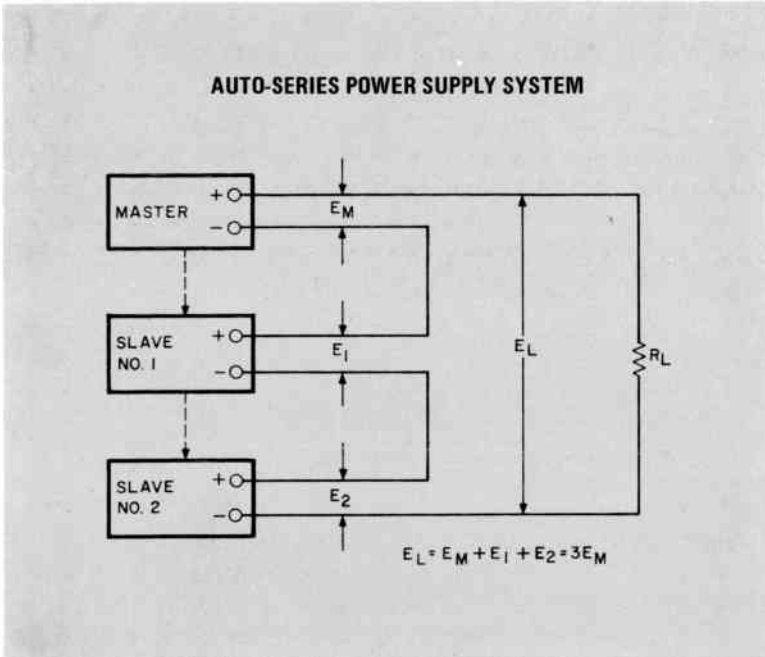 AUTO-SERIES POWER SUPPLY SYSTEM
MASTER
+
−
E_M
SLAVE
NO. 1
+
−
E_1
E_L
R_L
SLAVE
NO. 2
+
−
E_2
E_L = E_M + E_1 + E_2 = 3E_M